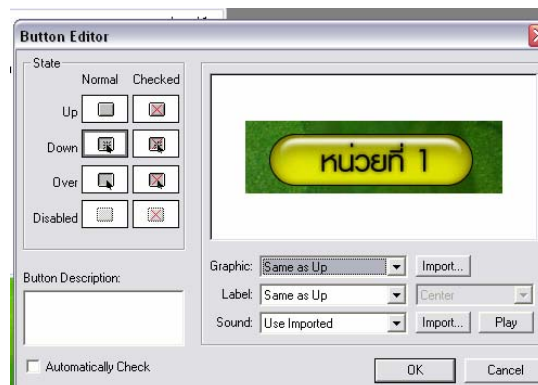 Button Editor
State
Normal Checked
Up
Down
Over
Disabled
หน่วยที่ 1
Button Description:
Graphic: Same as Up Import...
Label: Same as Up Center
Sound: Use Imported Import... Play
Automatically Check
OK Cancel